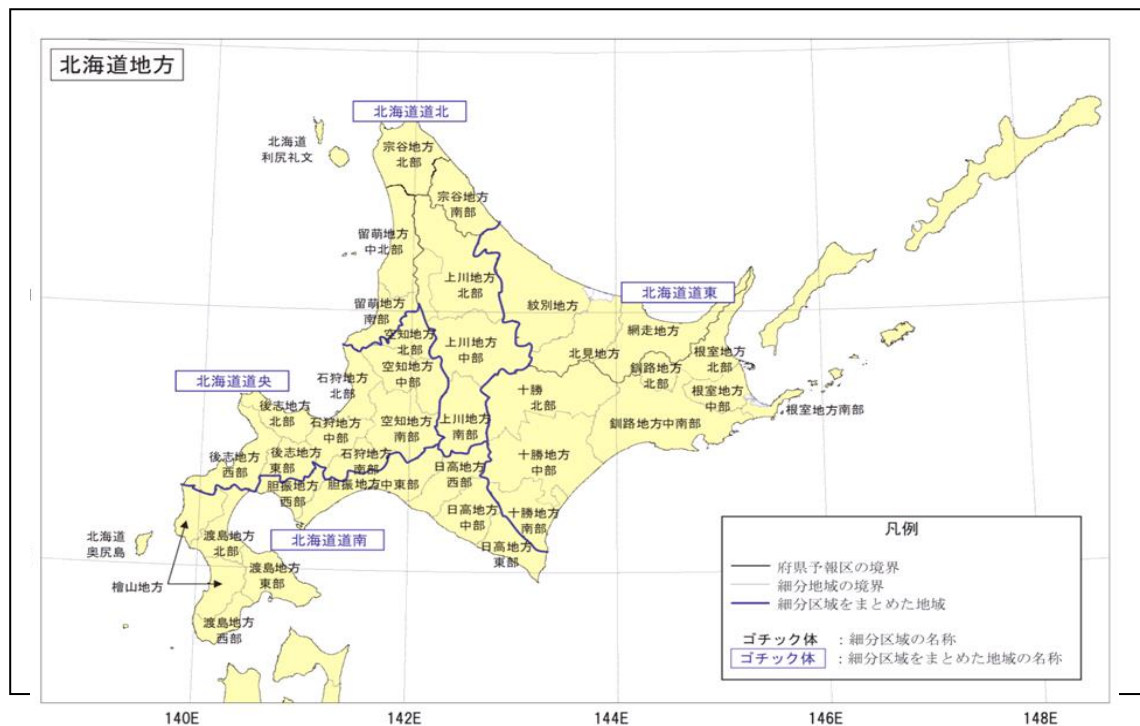 北海道地方
北海道道北
北海道
利尻礼文
宗谷地方
北部
宗谷地方
南部
留萌地方
中北部
上川地方
北部
紋別地方
北海道道東
留萌地方
南部
空知地方
北部
上川地方
中部
網走地方
北見地方
釧路地方
北部
根室地方
北部
北海道道央
石狩地方
北部
空知地方
中部
十勝
北部
根室地方
中部
根室地方南部
後志地方
北部
石狩地方
中部
空知地方
南部
上川地方
南部
釧路地方中南部
後志地方
西部
後志地方
東部
石狩地方
南部
十勝地方
中部
胆振地方
西部
胆振地方中東部
日高地方
西部
日高地方
中部
十勝地方
南部
日高地方
東部
北海道
奥尻島
渡島地方
北部
北海道道南
檜山地方
渡島地方
東部
渡島地方
西部
凡例
府県予報区の境界
細分地域の境界
細分区域をまとめた地域
ゴチック体 :細分区域の名称
ゴチック体 :細分区域をまとめた地域の名称
140E 142E 144E 146E 148E